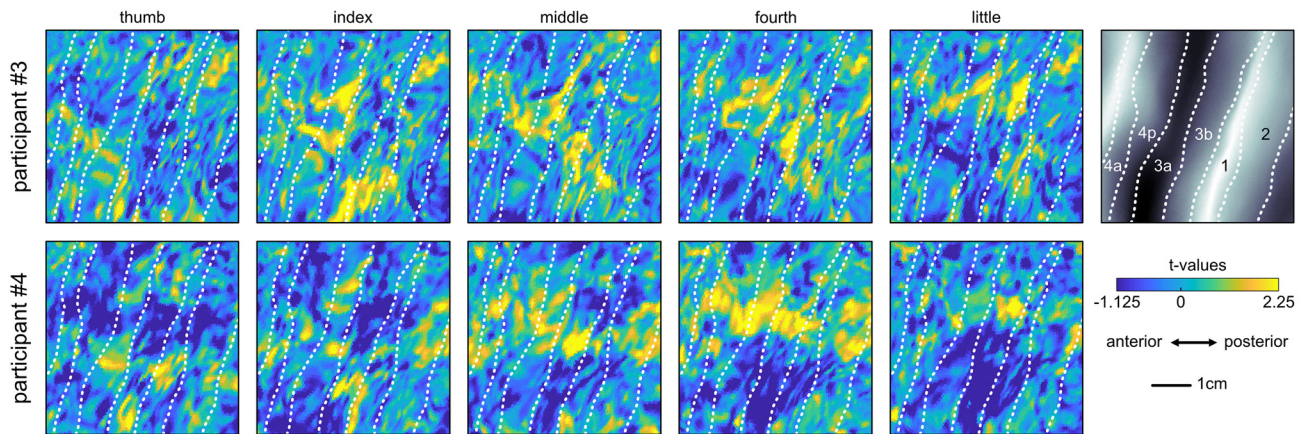 thumb index middle fourth little
participant #3
4p 3b 2
4a 3a 1
participant #4
t-values
-1.125 0 2.25
anterior posterior
1cm